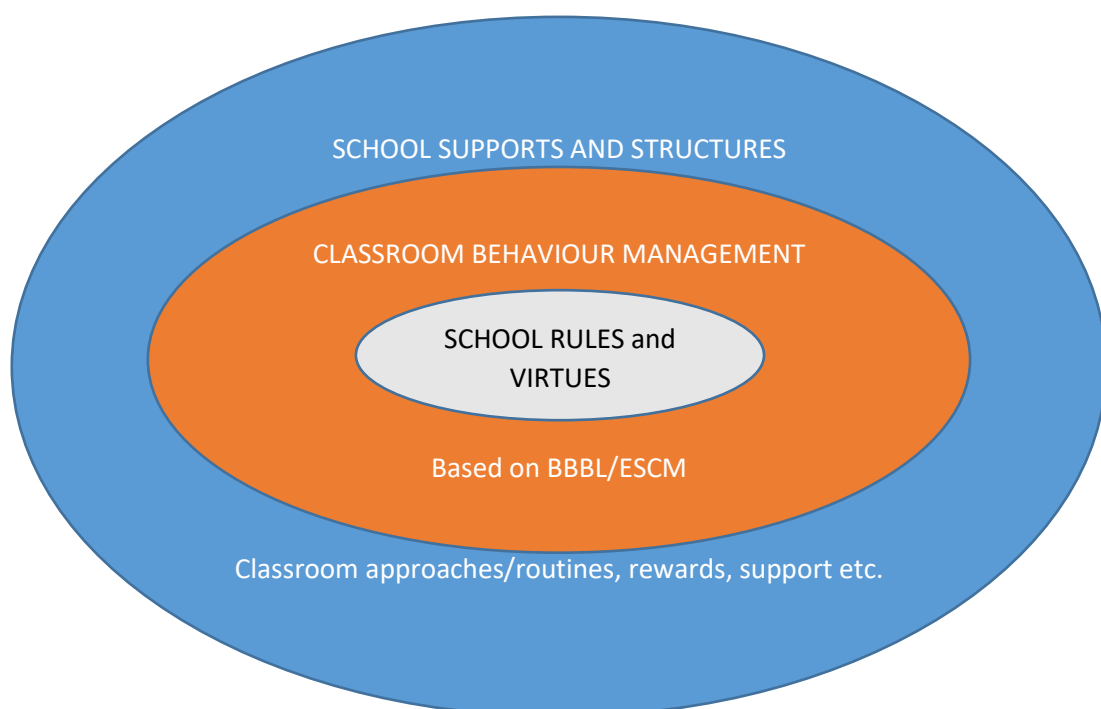 SCHOOL SUPPORTS AND STRUCTURES
CLASSROOM BEHAVIOUR MANAGEMENT
SCHOOL RULES and
VIRTUES
Based on BBBL/ESCM
Classroom approaches/routines, rewards, support etc.